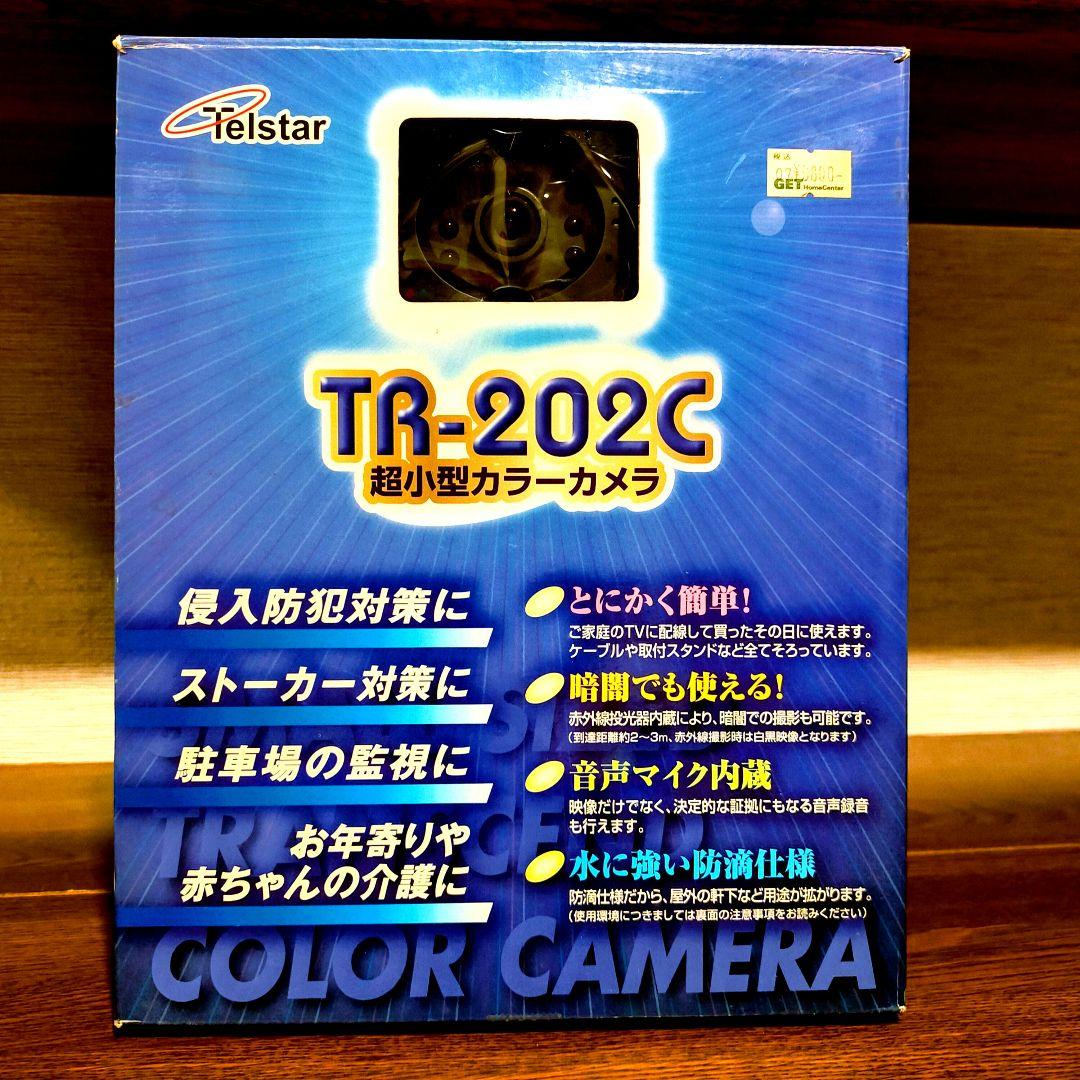 Telstar
税込
GET HomeCenter
TR-202C
超小型カラーカメラ
侵入防犯対策に
ストーカー対策に
駐車場の監視に
お年寄りや
赤ちゃんの介護に
とにかく簡単!
ご家庭のTVに配線して買ったその日に使えます。
ケーブルや取付スタンドなど全てそろっています。
暗闇でも使える!
赤外線投光器内蔵により、暗闇での撮影も可能です。
(到達距離約2〜3m、赤外線撮影時は白黒映像となります)
音声マイク内蔵
映像だけでなく、決定的な証拠にもなる音声録音
も行えます。
水に強い防滴仕様
防滴仕様だから、屋外の軒下など用途が拡がります。
(使用環境につきましては裏面の注意事項をお読みください)
COLOR CAMERA